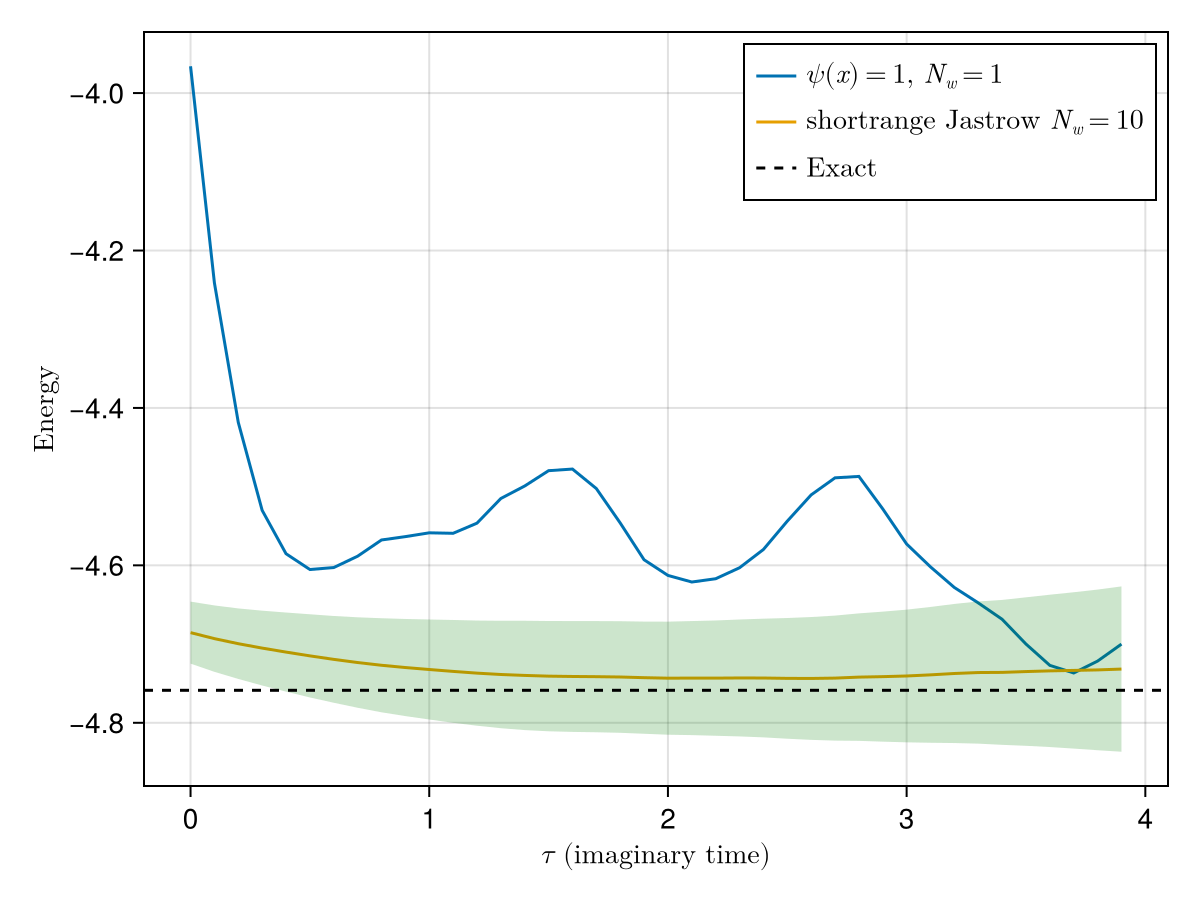 ψ(x) = 1, N_w = 1
shortrange Jastrow N_w = 10
Exact
−4.0
−4.2
−4.4
−4.6
−4.8
Energy
0 1 2 3 4
τ (imaginary time)